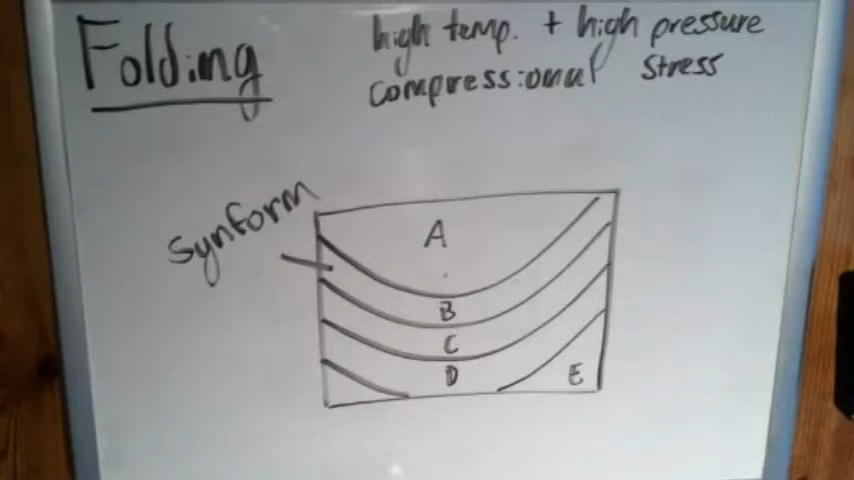 Folding
high temp. + high pressure
compressional stress
Synform
A
B
C
D
E